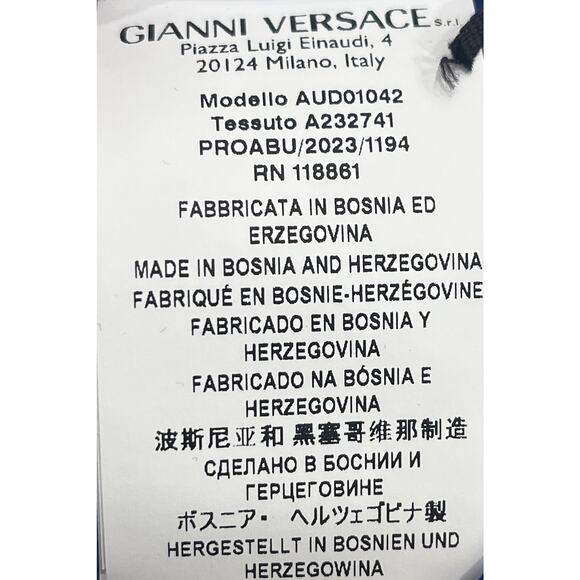 GIANNI VERSACE s.r.l.
Piazza Luigi Einaudi, 4
20124 Milano, Italy
Modello AUD01042
Tessuto A232741
PROABU/2023/1194
RN 118861
FABBRICATA IN BOSNIA ED
ERZEGOVINA
MADE IN BOSNIA AND HERZEGOVINA
FABRIQUÉ EN BOSNIE-HERZÉGOVINE
FABRICADO EN BOSNIA Y
HERZEGOVINA
FABRICADO NA BÓSNIA E
HERZEGOVINA
波斯尼亚和 黑塞哥维那制造
СДЕЛАНО В БОСНИИ И
ГЕРЦЕГОВИНЕ
ボスニア・ ヘルツェゴビナ製
HERGESTELLT IN BOSNIEN UND
HERZEGOWINA